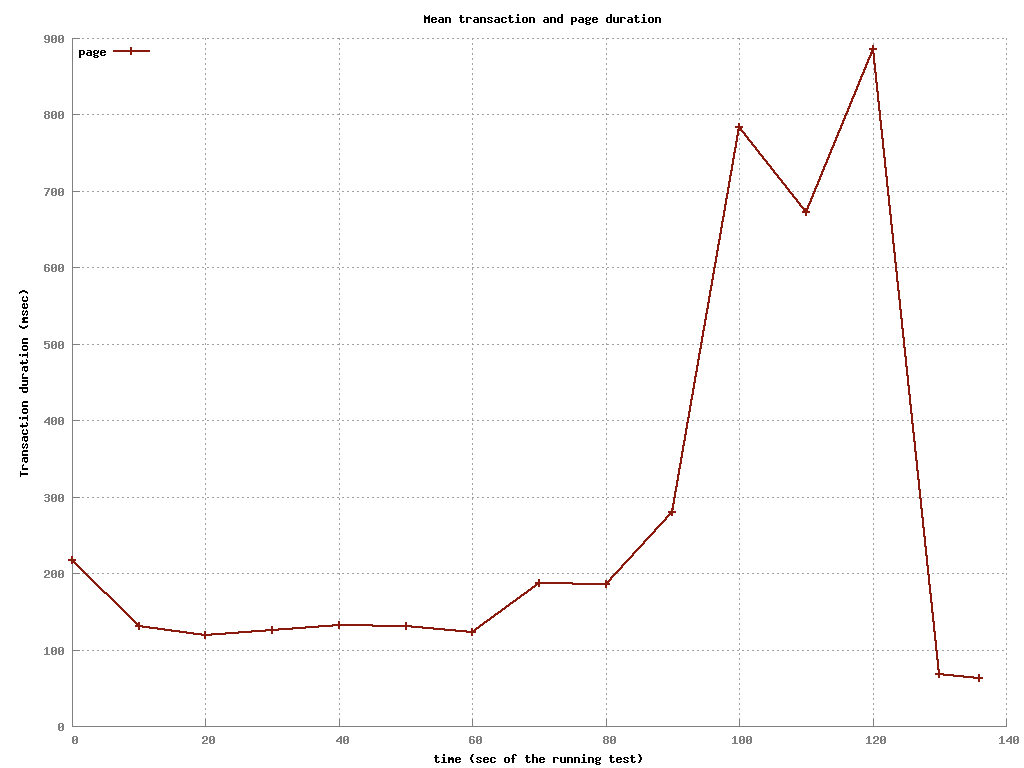 Mean transaction and page duration
900
page
800
700
600
500
400
300
200
100
0
Transaction duration (msec)
0 20 40 60 80 100 120 140
time (sec of the running test)